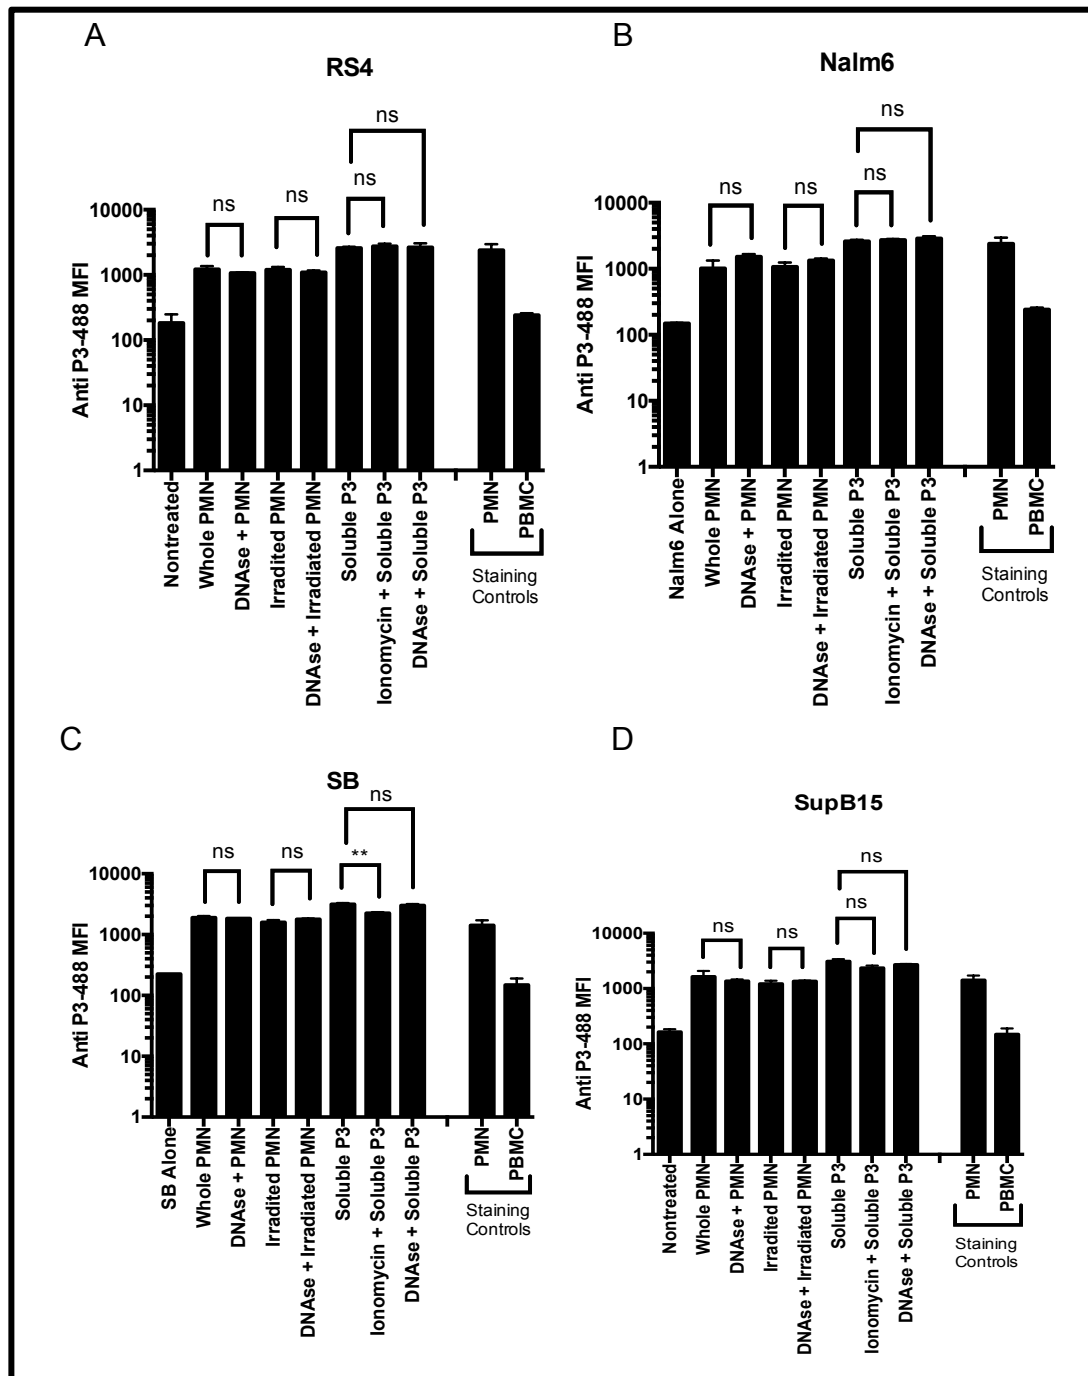 A
RS4
ns
ns
ns
ns
Anti P3-488 MFI
10000
1000
100
10
1
Nontreated
Whole PMN
DNAse + PMN
Irradited PMN
DNAse + Irradiated PMN
Soluble P3
Ionomycin + Soluble P3
DNAse + Soluble P3
PMN
PBMC
Staining
Controls
B
Nalm6
ns
ns
ns
ns
Anti P3-488 MFI
10000
1000
100
10
1
Nalm6 Alone
Whole PMN
DNAse + PMN
Irradited PMN
DNAse + Irradiated PMN
Soluble P3
Ionomycin + Soluble P3
DNAse + Soluble P3
PMN
PBMC
Staining
Controls
C
SB
ns
ns
ns
**
Anti P3-488 MFI
10000
1000
100
10
1
SB Alone
Whole PMN
DNAse + PMN
Irradited PMN
DNAse + Irradiated PMN
Soluble P3
Ionomycin + Soluble P3
DNAse + Soluble P3
PMN
PBMC
Staining
Controls
D
SupB15
ns
ns
ns
ns
Anti P3-488 MFI
10000
1000
100
10
1
Nontreated
Whole PMN
DNAse + PMN
Irradited PMN
DNAse + Irradiated PMN
Soluble P3
Ionomycin + Soluble P3
DNAse + Soluble P3
PMN
PBMC
Staining
Controls